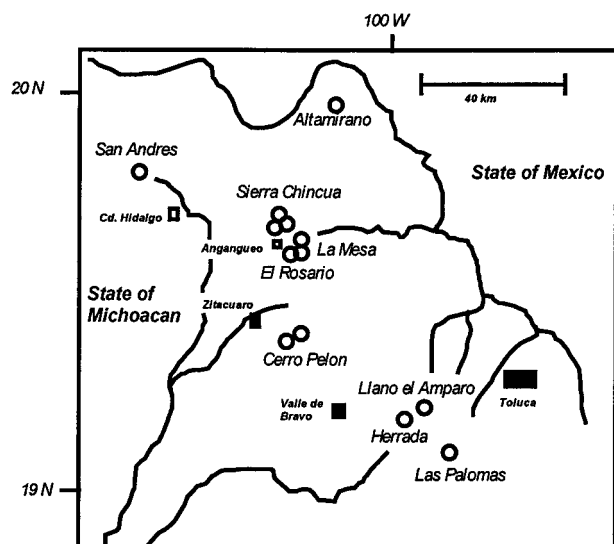 100 W
20 N
40 km
Altamirano
San Andres
State of Mexico
Sierra Chincua
Cd. Hidalgo
Angangueo
La Mesa
El Rosario
State of
Michoacan
Zitacuaro
Cerro Pelon
Llano el Amparo
Valle de
Bravo
Toluca
Herrada
Las Palomas
19 N